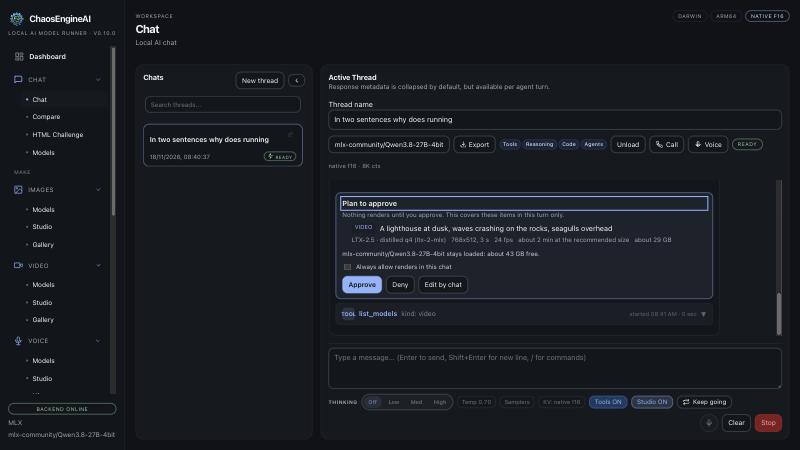 ChaosEngineAI
LOCAL AI MODEL RUNNER · V0.10.0
Dashboard
CHAT
Chat
Compare
HTML Challenge
Models
MAKE
IMAGES
Models
Studio
Gallery
VIDEO
Models
Studio
Gallery
VOICE
Models
Studio
BACKEND ONLINE
MLX
mlx-community/Qwen3.8-27B-4bit
WORKSPACE
Chat
Local AI chat
DARWIN
ARM64
NATIVE F16
Chats
New thread
Search threads...
In two sentences why does running
18/11/2026, 08:40:37
READY
Active Thread
Response metadata is collapsed by default, but available per agent turn.
Thread name
In two sentences why does running
mlx-community/Qwen3.8-27B-4bit
Export
Tools
Reasoning
Code
Agents
Unload
Call
Voice
READY
native f16 · 8K ctx
Plan to approve
Nothing renders until you approve. This covers these items in this turn only.
VIDEO A lighthouse at dusk, waves crashing on the rocks, seagulls overhead
LTX-2.5 · distilled q4 (ltx-2-mlx) 768x512, 3 s 24 fps about 2 min at the recommended size about 29 GB
mlx-community/Qwen3.8-27B-4bit stays loaded: about 43 GB free.
Always allow renders in this chat
Approve
Deny
Edit by chat
TOOL list_models kind: video
started 08:41 AM · 0 sec
Type a message... (Enter to send, Shift+Enter for new line, / for commands)
THINKING
Off
Low
Med
High
Temp 0.70
Samplers
KV: native f16
Tools ON
Studio ON
Keep going
Clear
Stop